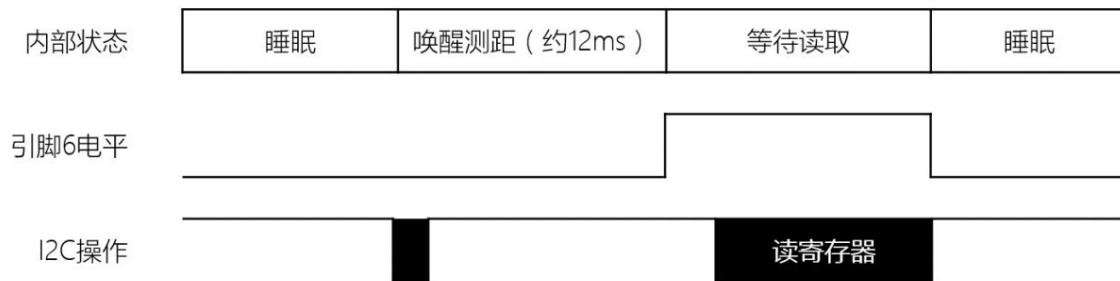 内部状态
睡眠
唤醒测距（约12ms）
等待读取
睡眠
引脚6电平
I2C操作
读寄存器